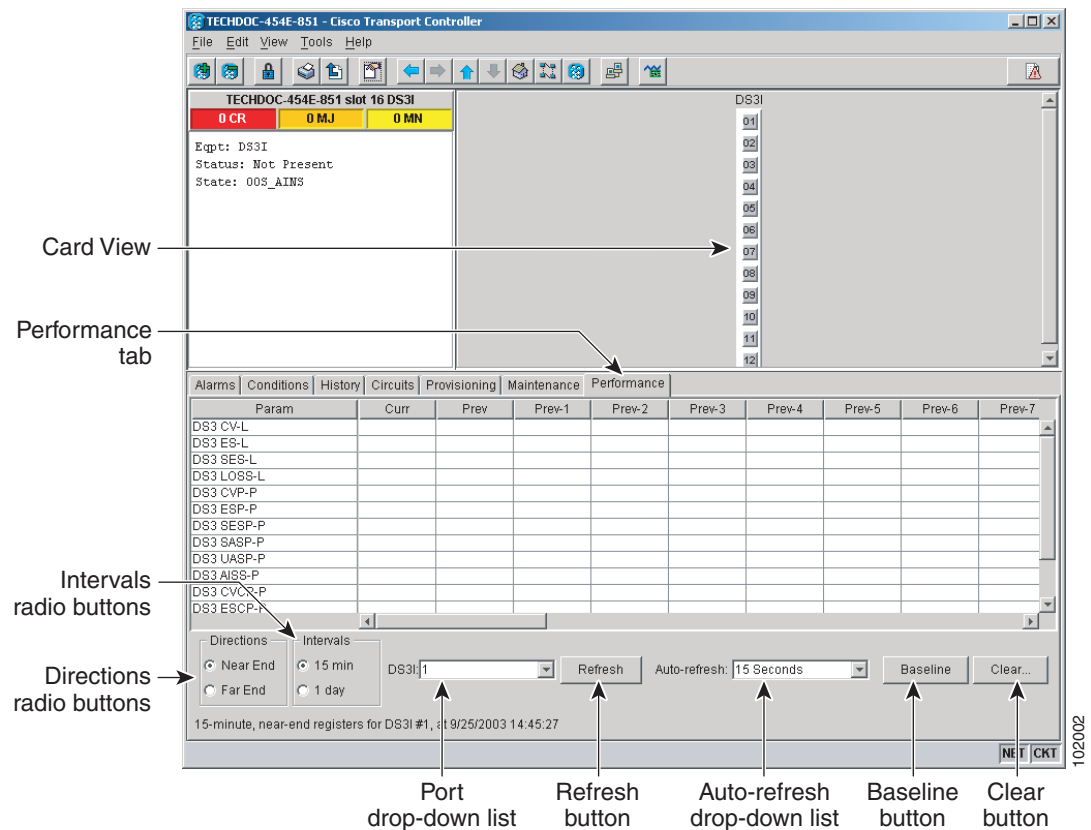 TECHDOC-454E-851 - Cisco Transport Controller
File Edit View Tools Help
TECHDOC-454E-851 slot 16 DS3I
0 CR 0 MJ 0 MN
Eqpt: DS3I
Status: Not Present
State: OOS_AINS
DS3I
01
02
03
04
05
06
07
08
09
10
11
12
Card View
Performance
tab
Alarms Conditions History Circuits Provisioning Maintenance Performance
Param Curr Prev Prev-1 Prev-2 Prev-3 Prev-4 Prev-5 Prev-6 Prev-7
DS3 CV-L
DS3 ES-L
DS3 SES-L
DS3 LOSS-L
DS3 CVP-P
DS3 ESP-P
DS3 SESP-P
DS3 SASP-P
DS3 UASP-P
DS3 AISS-P
DS3 CVCP-P
DS3 ESCP-P
Intervals
radio buttons
Directions
radio buttons
Directions Intervals
Near End 15 min
Far End 1 day
DS3I: 1 Refresh Auto-refresh: 15 Seconds Baseline Clear...
15-minute, near-end registers for DS3I #1, at 9/25/2003 14:45:27
NET CKT
102002
Port
drop-down list
Refresh
button
Auto-refresh
drop-down list
Baseline
button
Clear
button